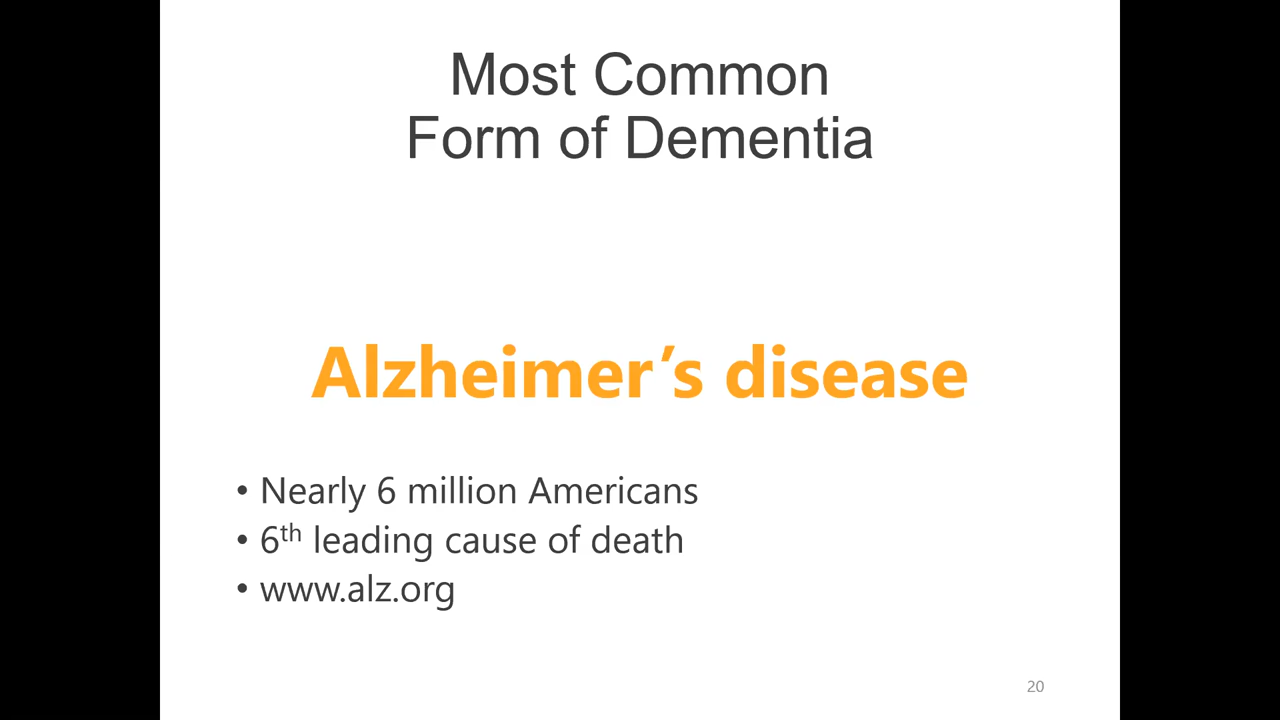 Most Common
Form of Dementia
Alzheimer’s disease
• Nearly 6 million Americans
• 6th leading cause of death
• www.alz.org
20